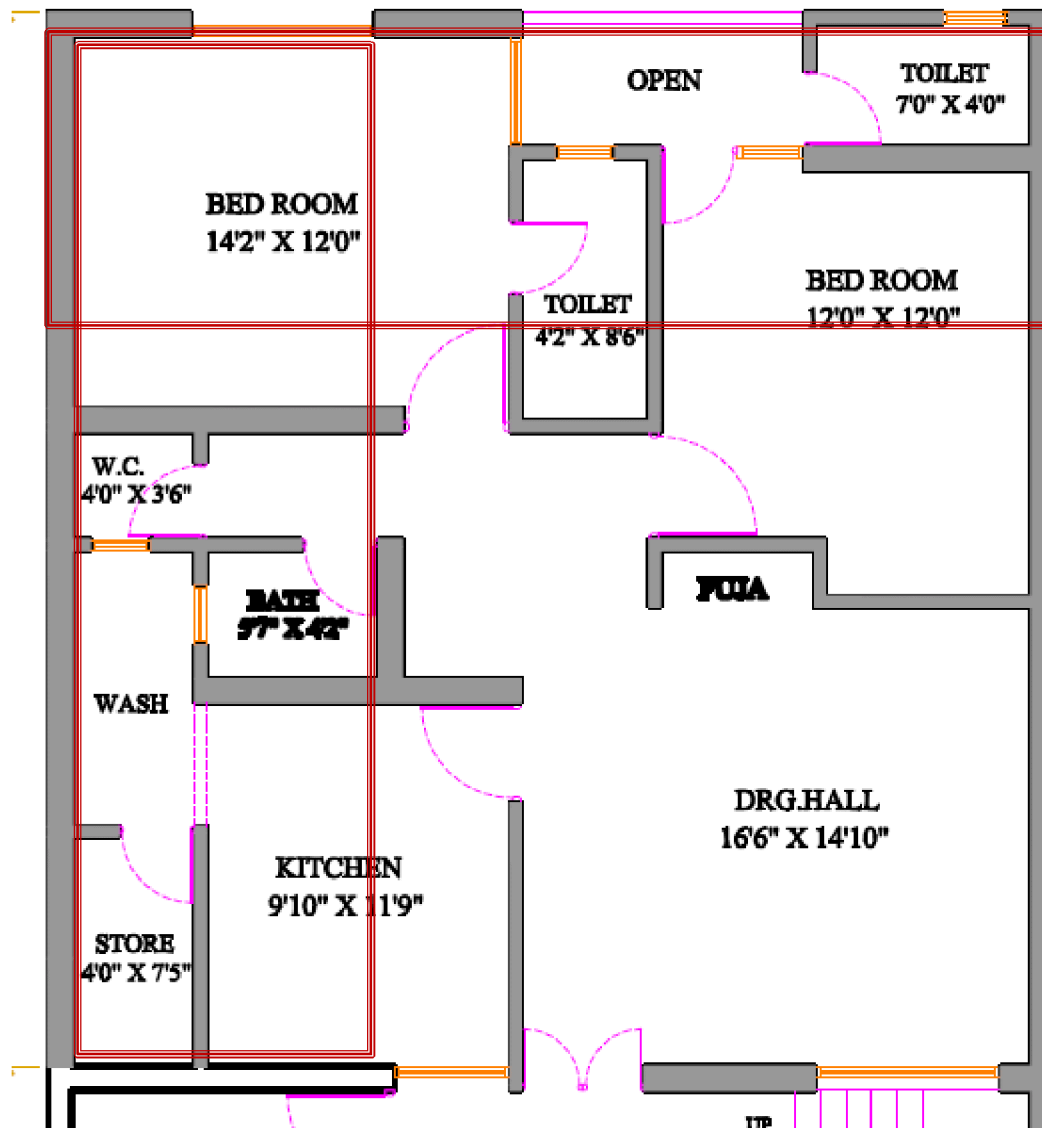 OPEN
TOILET
7'0" X 4'0"
BED ROOM
14'2" X 12'0"
BED ROOM
12'0" X 12'0"
TOILET
4'2" X 8'6"
W.C.
4'0" X 3'6"
PUJA
BATH
WASH
DRG.HALL
16'6" X 14'10"
KITCHEN
9'10" X 11'9"
STORE
4'0" X 7'5"
UP